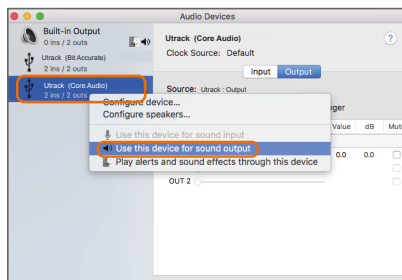 Audio Devices
Built-in Output
0 ins / 2 outs
Utrack (Bit Accurate)
2 ins / 2 outs
Utrack (Core Audio)
2 ins / 2 outs
Utrack (Core Audio)
?
Clock Source: Default
Input Output
Source: Utrack : Output
Configure device...
Configure speakers...
Use this device for sound input
Use this device for sound output
Play alerts and sound effects through this device
ger
Value dB Mute
0.0 0.0
OUT 2